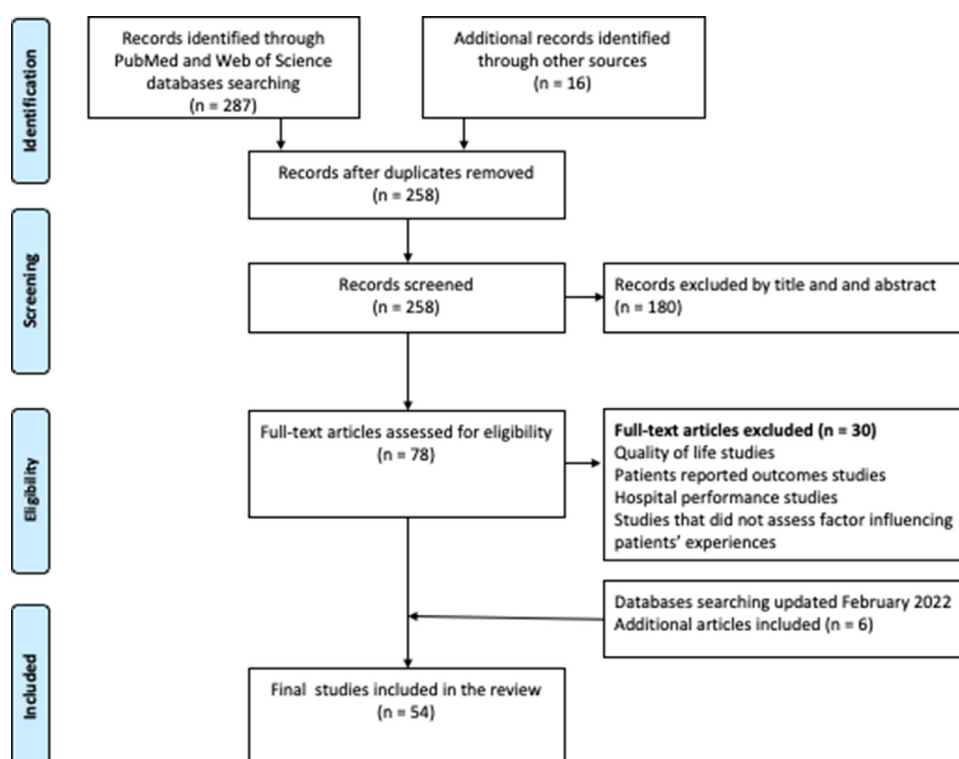 Identification
Records identified through
PubMed and Web of Science
databases searching
(n = 287)
Additional records identified
through other sources
(n = 16)
Records after duplicates removed
(n = 258)
Screening
Records screened
(n = 258)
Records excluded by title and and abstract
(n = 180)
Eligibility
Full-text articles assessed for eligibility
(n = 78)
Full-text articles excluded (n = 30)
Quality of life studies
Patients reported outcomes studies
Hospital performance studies
Studies that did not assess factor influencing
patients' experiences
Databases searching updated February 2022
Additional articles included (n = 6)
Included
Final studies included in the review
(n = 54)